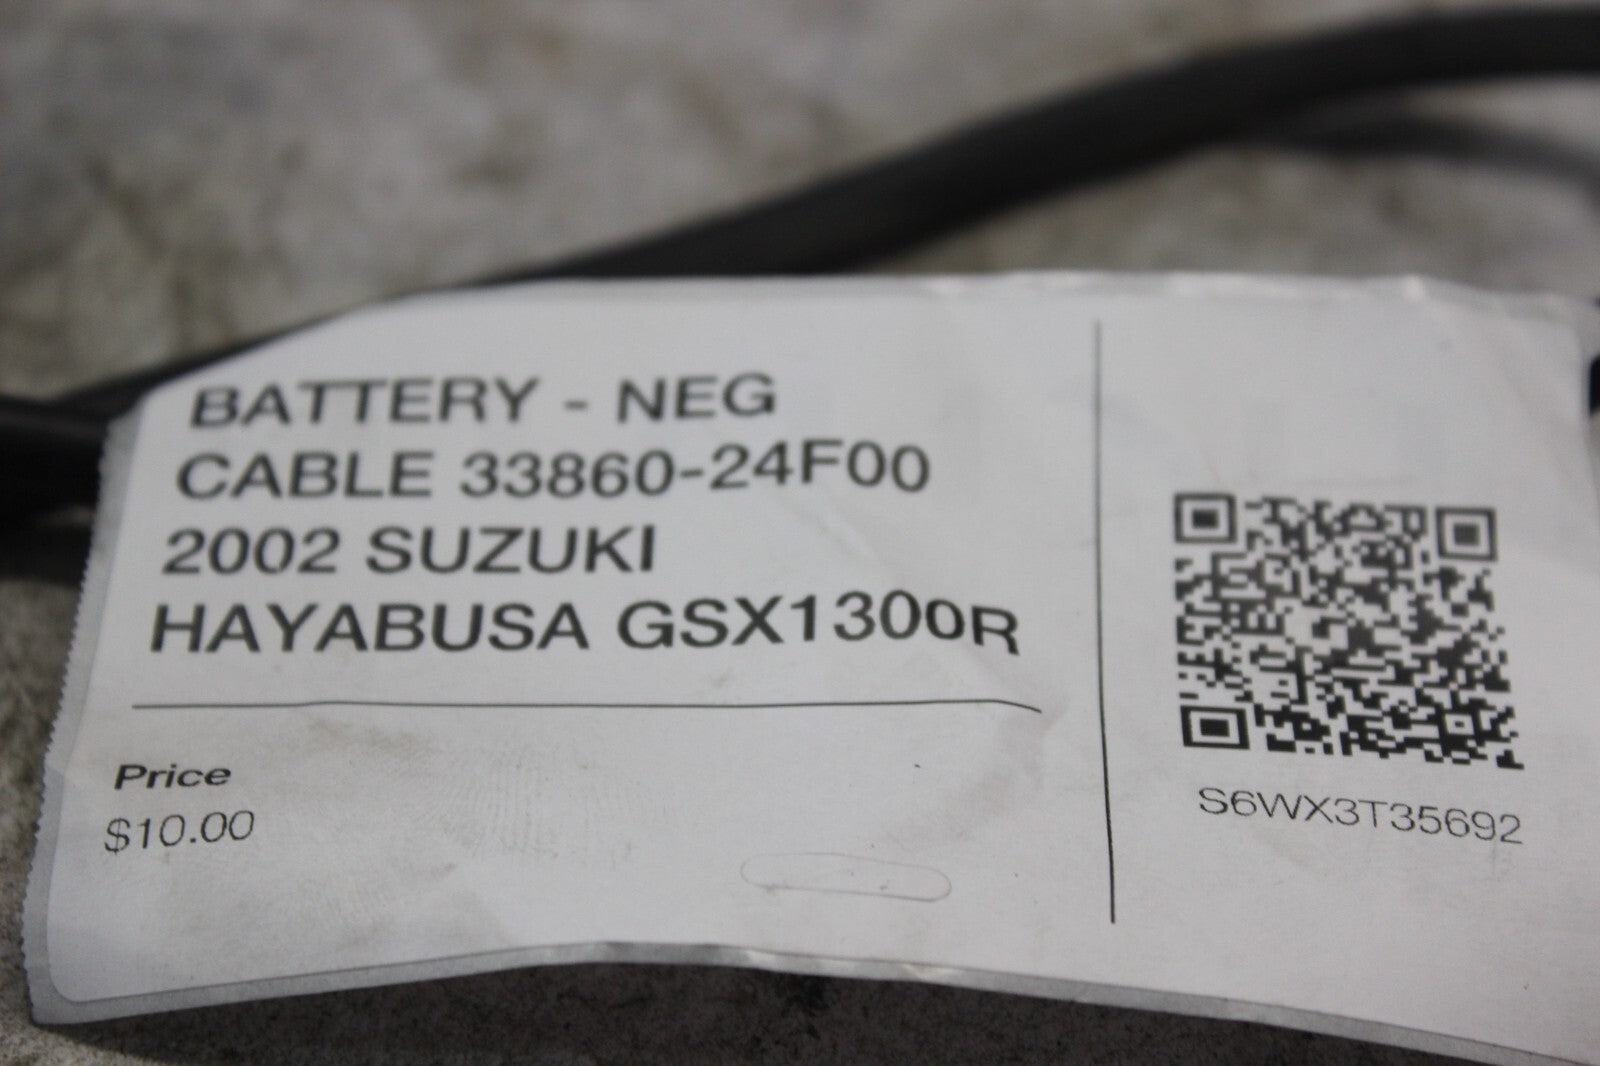 BATTERY - NEG
CABLE 33860-24F00
2002 SUZUKI
HAYABUSA GSX1300R
Price
$10.00
S6WX3T35692